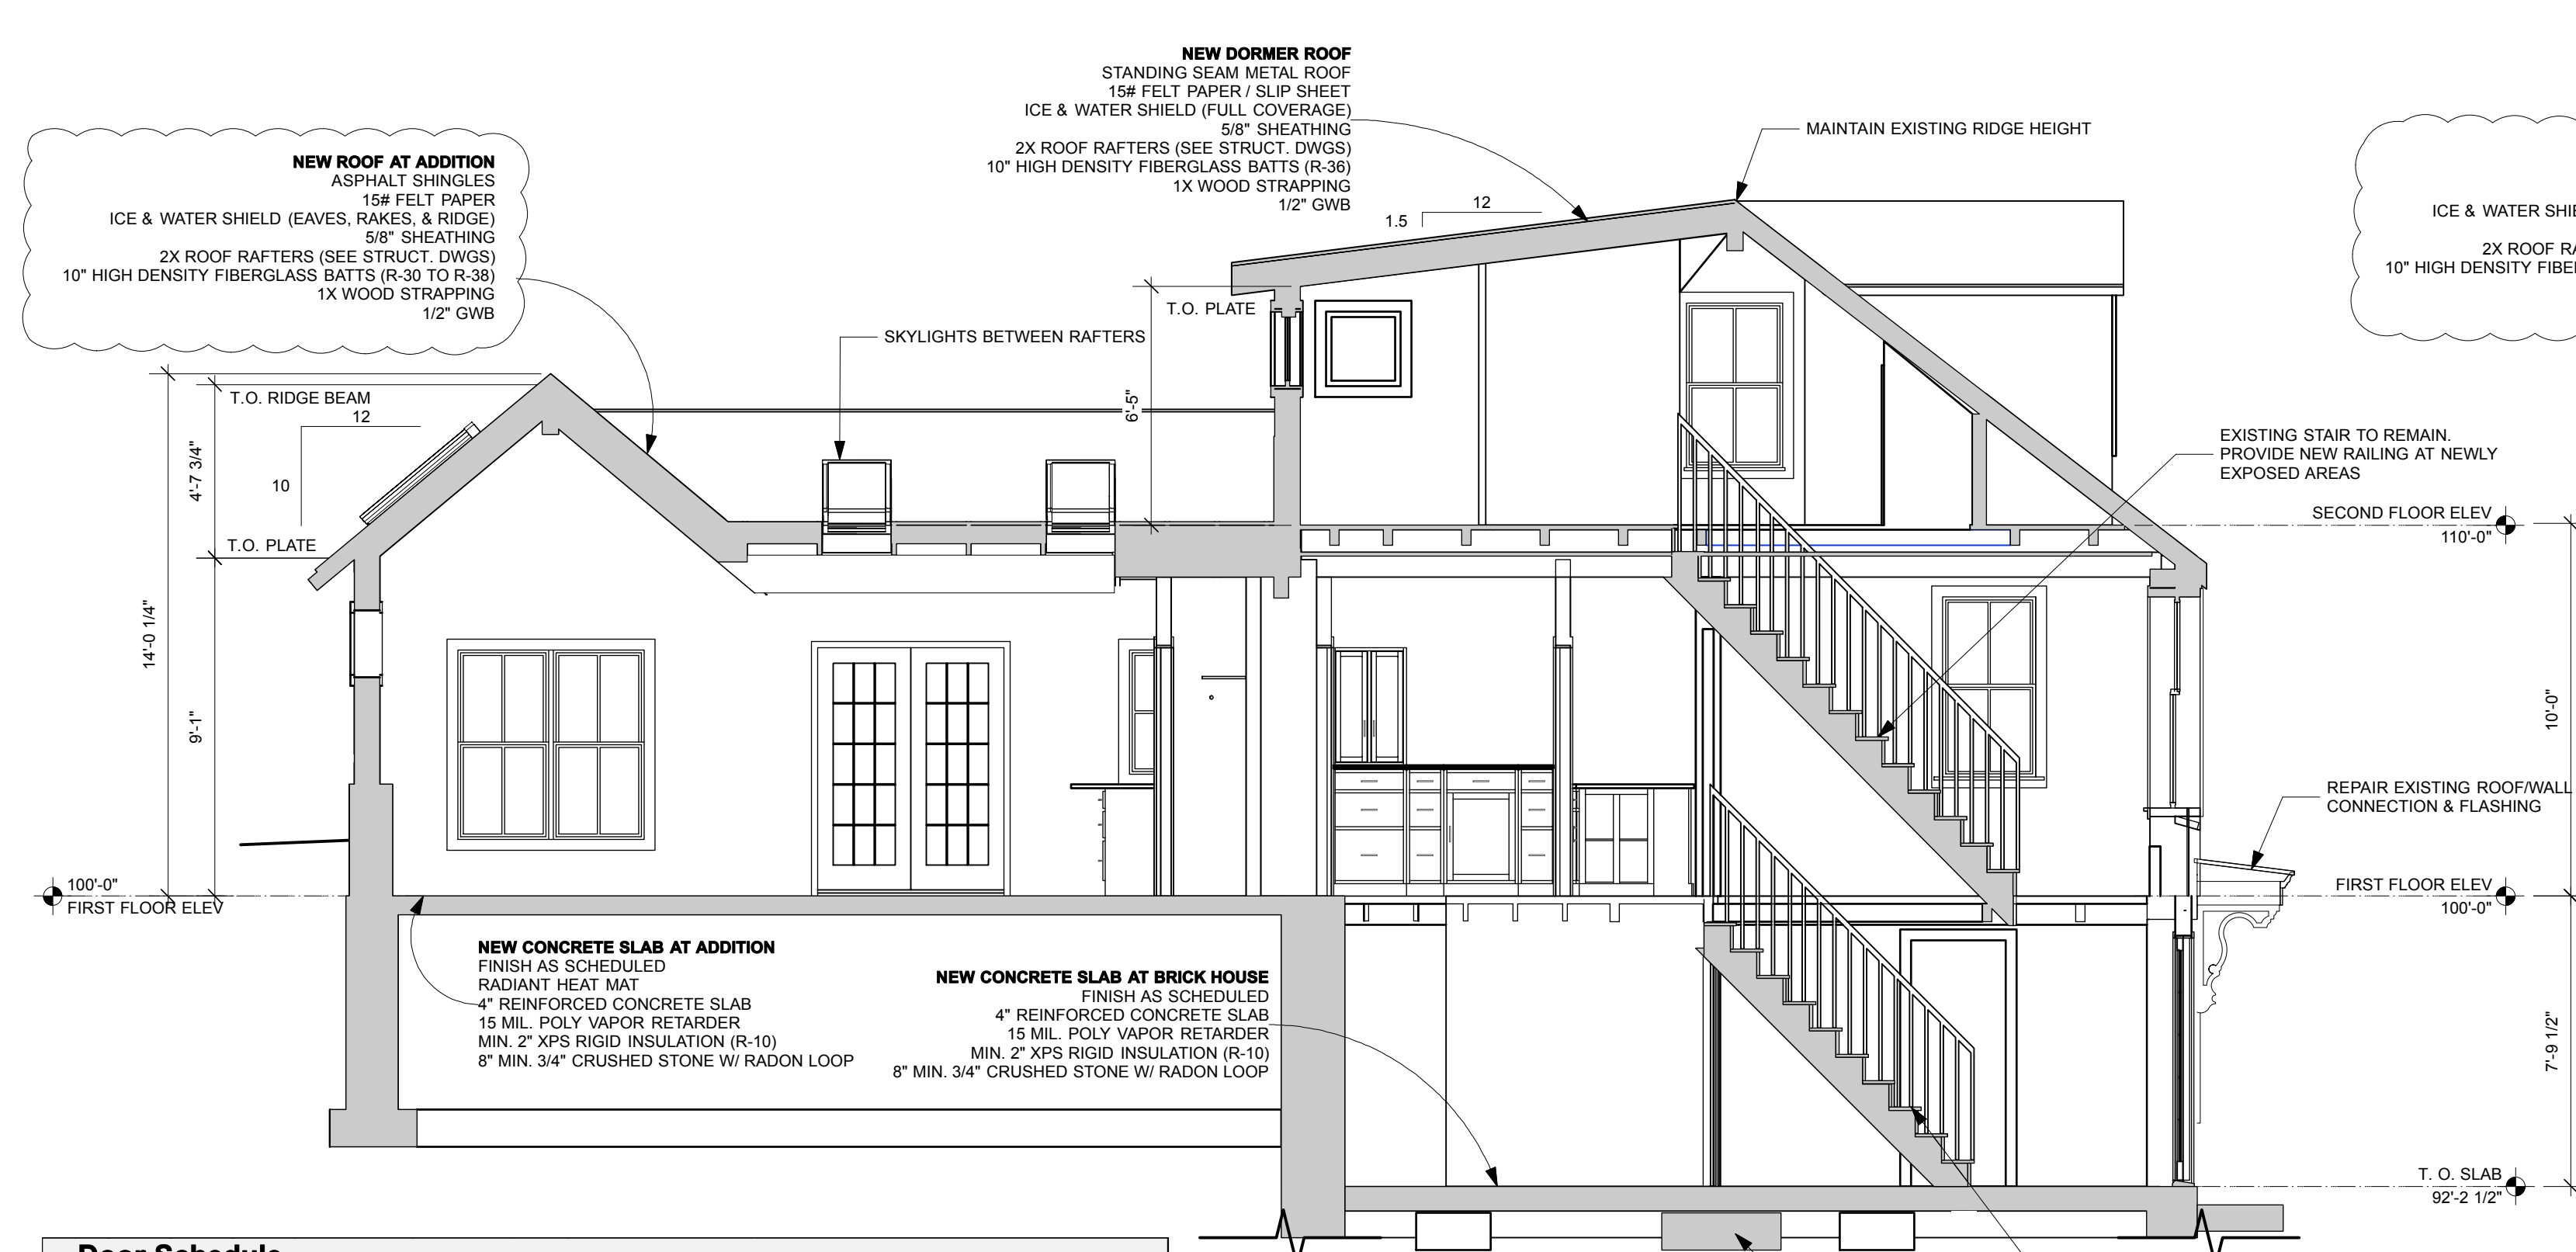 NEW DORMER ROOF
STANDING SEAM METAL ROOF
15# FELT PAPER / SLIP SHEET
ICE & WATER SHIELD (FULL COVERAGE)
5/8" SHEATHING
2X ROOF RAFTERS (SEE STRUCT. DWGS)
10" HIGH DENSITY FIBERGLASS BATTS (R-36)
1X WOOD STRAPPING
1/2" GWB
MAINTAIN EXISTING RIDGE HEIGHT
NEW ROOF AT ADDITION
ASPHALT SHINGLES
15# FELT PAPER
ICE & WATER SHIELD (EAVES, RAKES, & RIDGE)
5/8" SHEATHING
2X ROOF RAFTERS (SEE STRUCT. DWGS)
10" HIGH DENSITY FIBERGLASS BATTS (R-30 TO R-38)
1X WOOD STRAPPING
1/2" GWB
ICE & WATER SHIE
2X ROOF RA
10" HIGH DENSITY FIBE
12
1.5
T.O. PLATE
SKYLIGHTS BETWEEN RAFTERS
6'-5"
T.O. RIDGE BEAM
12
10
4'-7 3/4"
T.O. PLATE
14'-0 1/4"
9'-1"
EXISTING STAIR TO REMAIN.
PROVIDE NEW RAILING AT NEWLY
EXPOSED AREAS
SECOND FLOOR ELEV
110'-0"
10'-0"
REPAIR EXISTING ROOF/WALL
CONNECTION & FLASHING
100'-0"
FIRST FLOOR ELEV
FIRST FLOOR ELEV
100'-0"
NEW CONCRETE SLAB AT ADDITION
FINISH AS SCHEDULED
RADIANT HEAT MAT
4" REINFORCED CONCRETE SLAB
15 MIL. POLY VAPOR RETARDER
MIN. 2" XPS RIGID INSULATION (R-10)
8" MIN. 3/4" CRUSHED STONE W/ RADON LOOP
NEW CONCRETE SLAB AT BRICK HOUSE
FINISH AS SCHEDULED
4" REINFORCED CONCRETE SLAB
15 MIL. POLY VAPOR RETARDER
MIN. 2" XPS RIGID INSULATION (R-10)
8" MIN. 3/4" CRUSHED STONE W/ RADON LOOP
7'-9 1/2"
T. O. SLAB
92'-2 1/2"
Door Schedule